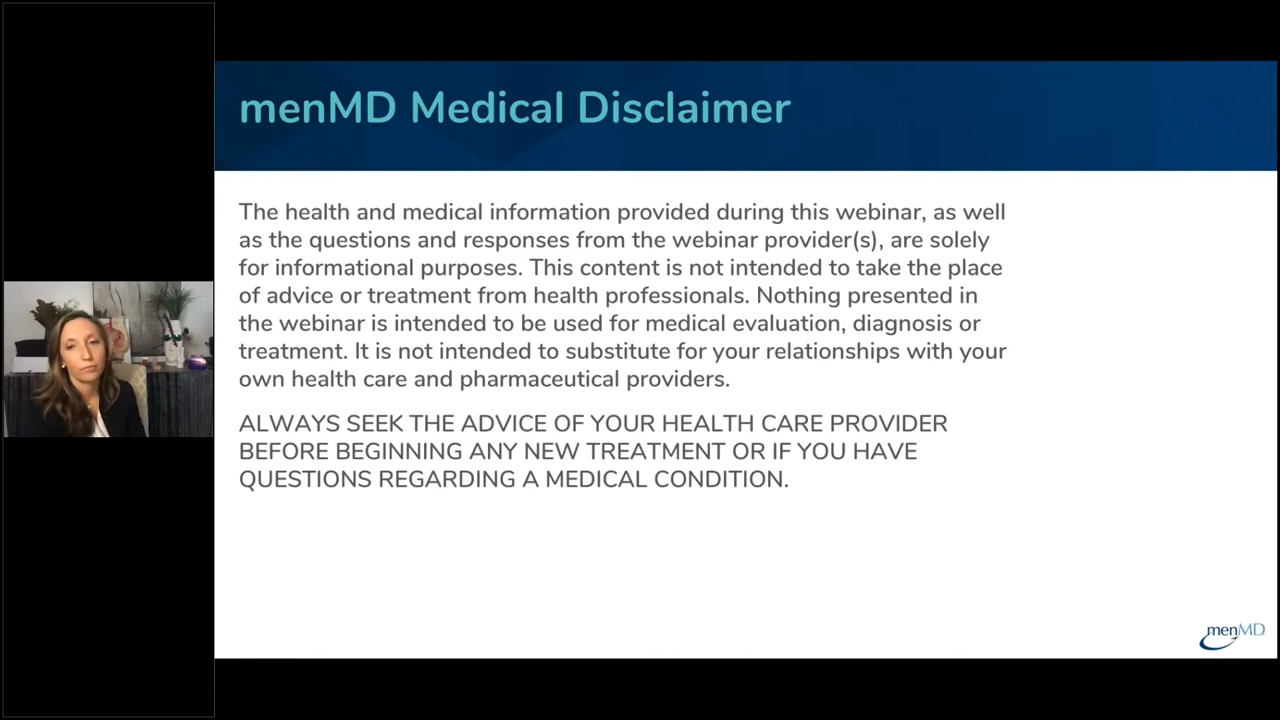 menMD Medical Disclaimer
The health and medical information provided during this webinar, as well
as the questions and responses from the webinar provider(s), are solely
for informational purposes. This content is not intended to take the place
of advice or treatment from health professionals. Nothing presented in
the webinar is intended to be used for medical evaluation, diagnosis or
treatment. It is not intended to substitute for your relationships with your
own health care and pharmaceutical providers.
ALWAYS SEEK THE ADVICE OF YOUR HEALTH CARE PROVIDER
BEFORE BEGINNING ANY NEW TREATMENT OR IF YOU HAVE
QUESTIONS REGARDING A MEDICAL CONDITION.
menMD